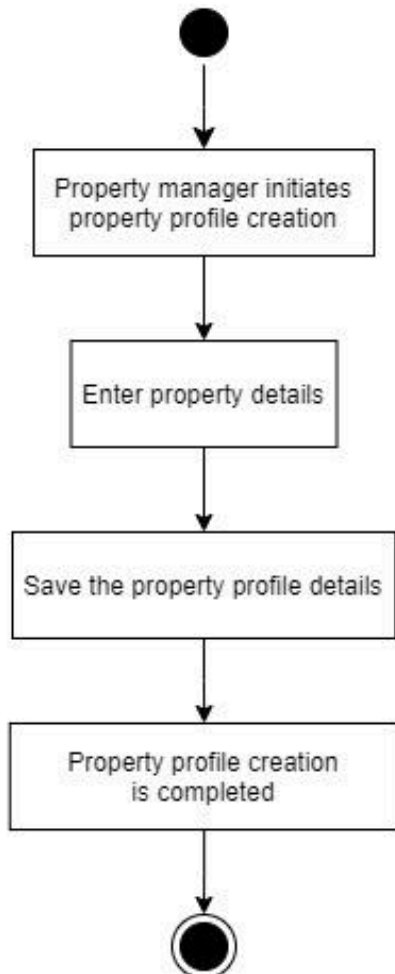 Property manager initiates
property profile creation
Enter property details
Save the property profile details
Property profile creation
is completed